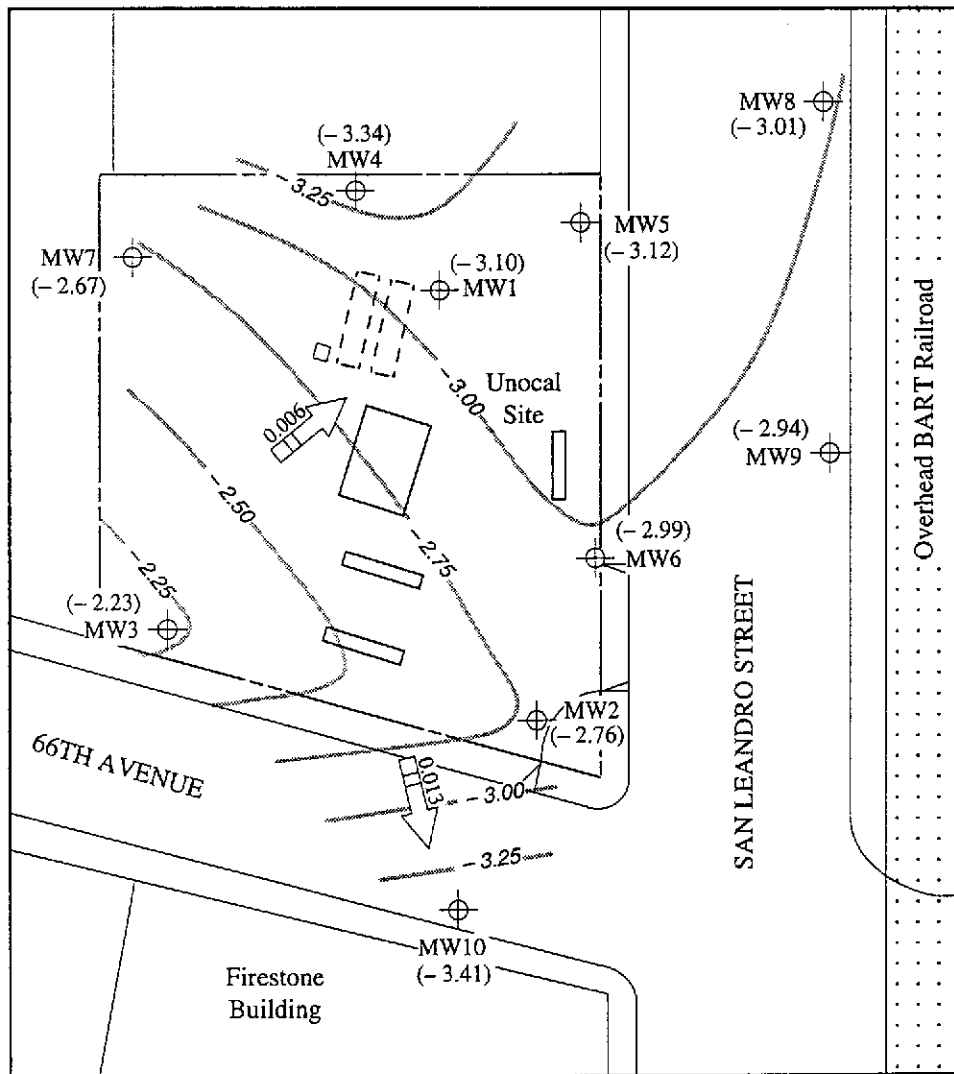 MW8
(– 3.01)
(– 3.34)
MW4
– 3.25
MW5
(– 3.12)
MW7
(– 2.67)
(– 3.10)
MW1
– 3.00
Unocal
Site
0.006
(– 2.94)
MW9
– 2.50
– 2.75
(– 2.99)
MW6
– 2.25
(– 2.23)
MW3
MW2
(– 2.76)
66TH AVENUE
0.013
– 3.00
– 3.25
SAN LEANDRO STREET
Overhead BART Railroad
MW10
(– 3.41)
Firestone
Building